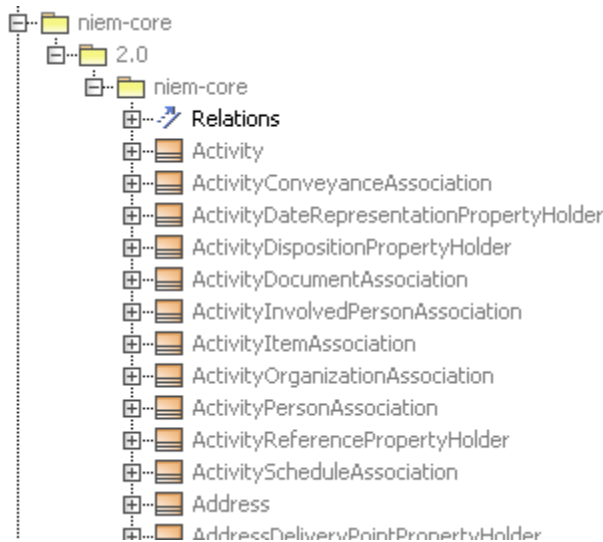 niem-core
2.0
niem-core
Relations
Activity
ActivityConveyanceAssociation
ActivityDateRepresentationPropertyHolder
ActivityDispositionPropertyHolder
ActivityDocumentAssociation
ActivityInvolvedPersonAssociation
ActivityItemAssociation
ActivityOrganizationAssociation
ActivityPersonAssociation
ActivityReferencePropertyHolder
ActivityScheduleAssociation
Address
AddressDeliveryPointPropertyHolder